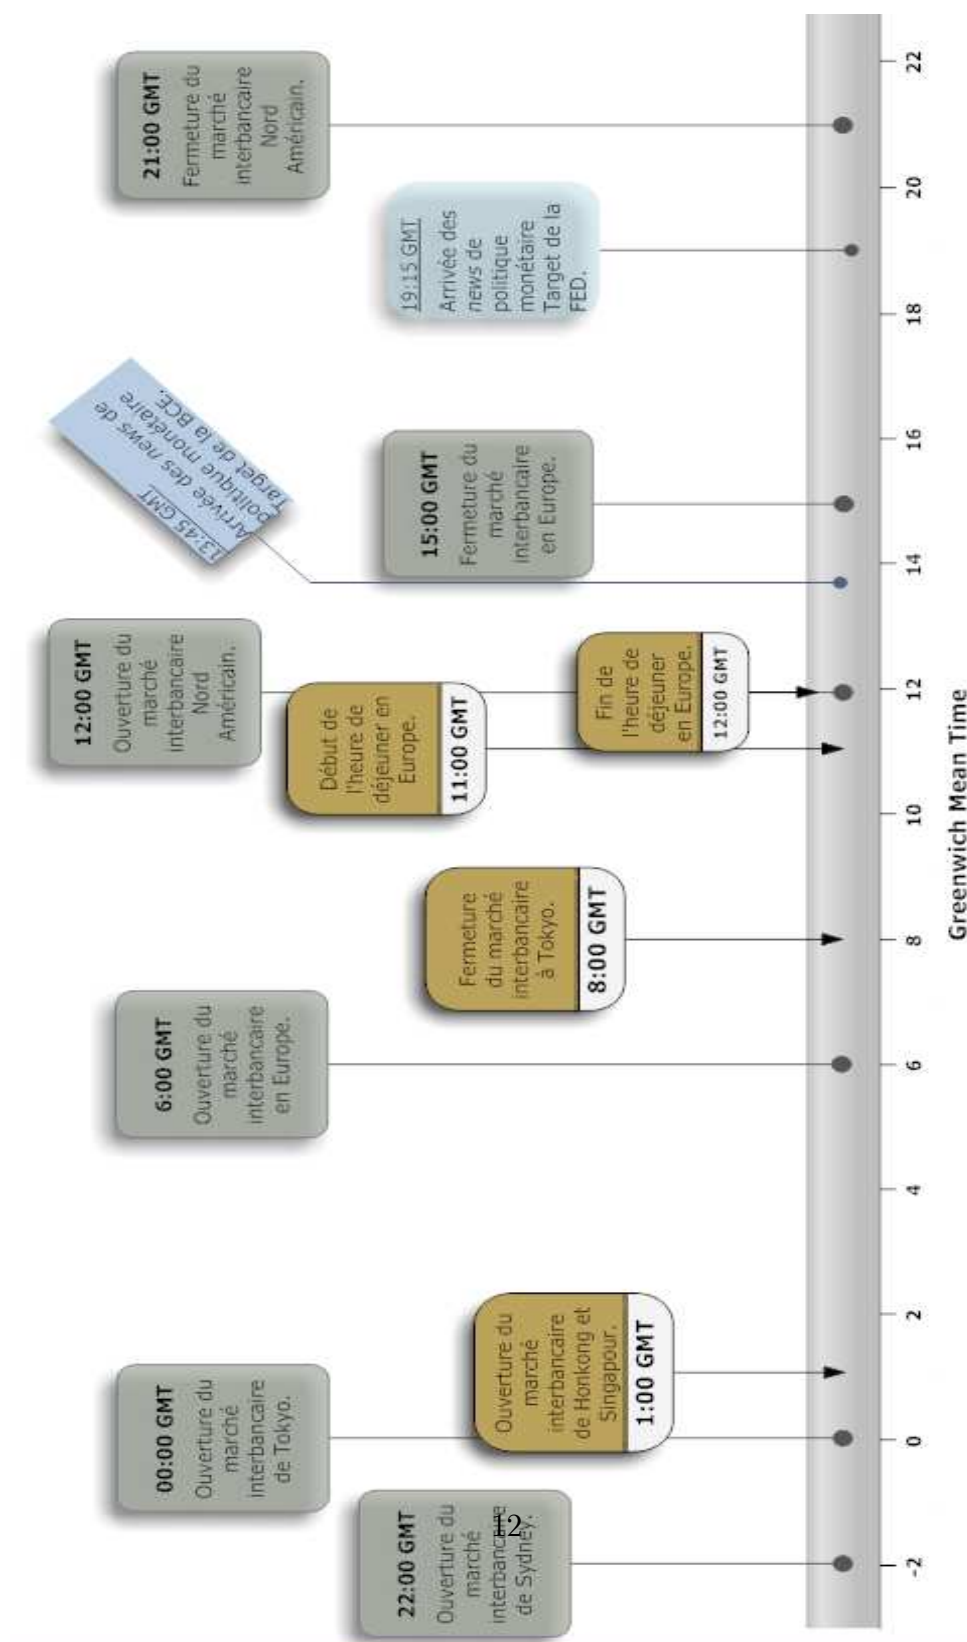 22:00 GMT
Ouverture du
marché
interbancaire
de Sydney.
00:00 GMT
Ouverture du
marché
interbancaire
de Tokyo.
Ouverture du
marché
interbancaire
de Honkong et
Singapour.
1:00 GMT
6:00 GMT
Ouverture du
marché
interbancaire
en Europe.
Fermeture
du marché
interbancaire
à Tokyo.
8:00 GMT
12:00 GMT
Ouverture du
marché
interbancaire
Nord
Américain.
Début de
l'heure de
déjeuner en
Europe.
11:00 GMT
Fin de
l'heure de
déjeuner
en Europe.
12:00 GMT
13:45 GMT
Arrivée des news de
politique monétaire
Target de la BCE.
15:00 GMT
Fermeture du
marché
interbancaire
en Europe.
19:15 GMT
Arrivée des
news de
politique
monétaire
Target de la
FED.
21:00 GMT
Fermeture du
marché
interbancaire
Nord
Américain.
-2 0 2 4 6 8 10 12 14 16 18 20 22
Greenwich Mean Time
12